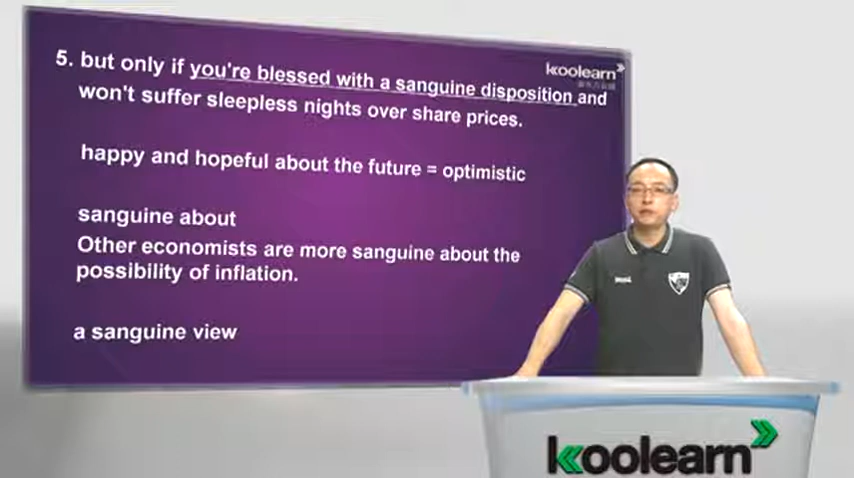 5. but only if you're blessed with a sanguine disposition and
won't suffer sleepless nights over share prices.
happy and hopeful about the future = optimistic
sanguine about
Other economists are more sanguine about the
possibility of inflation.
a sanguine view
koolearn
koolearn